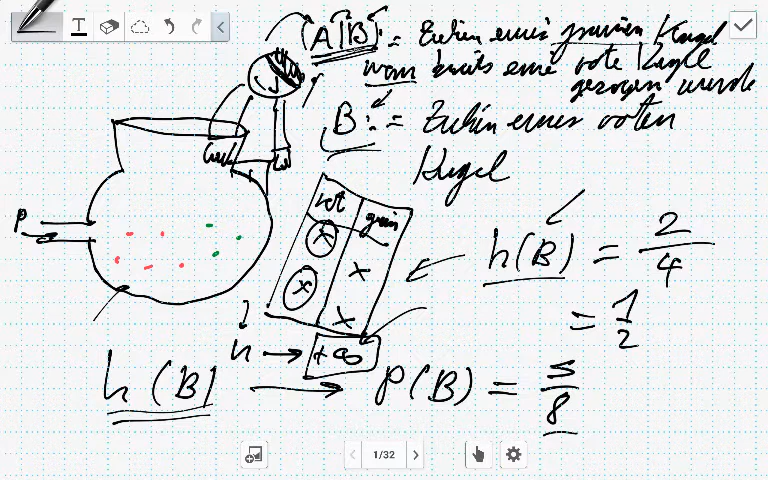 T
(A|B) := Ziehen einer grünen Kugel
wenn bereits eine rote Kugel
gezogen wurde
B := Ziehen einer roten
Kugel
P
rot grün
x
x x
x
h(B) = 2/4
= 1/2
n → +∞
h (B) → P(B) = 5/8
1/32